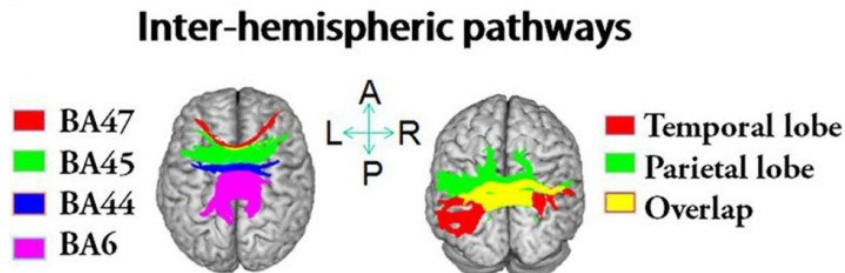 Inter-hemispheric pathways
BA47
BA45
BA44
BA6
A
L R
P
Temporal lobe
Parietal lobe
Overlap